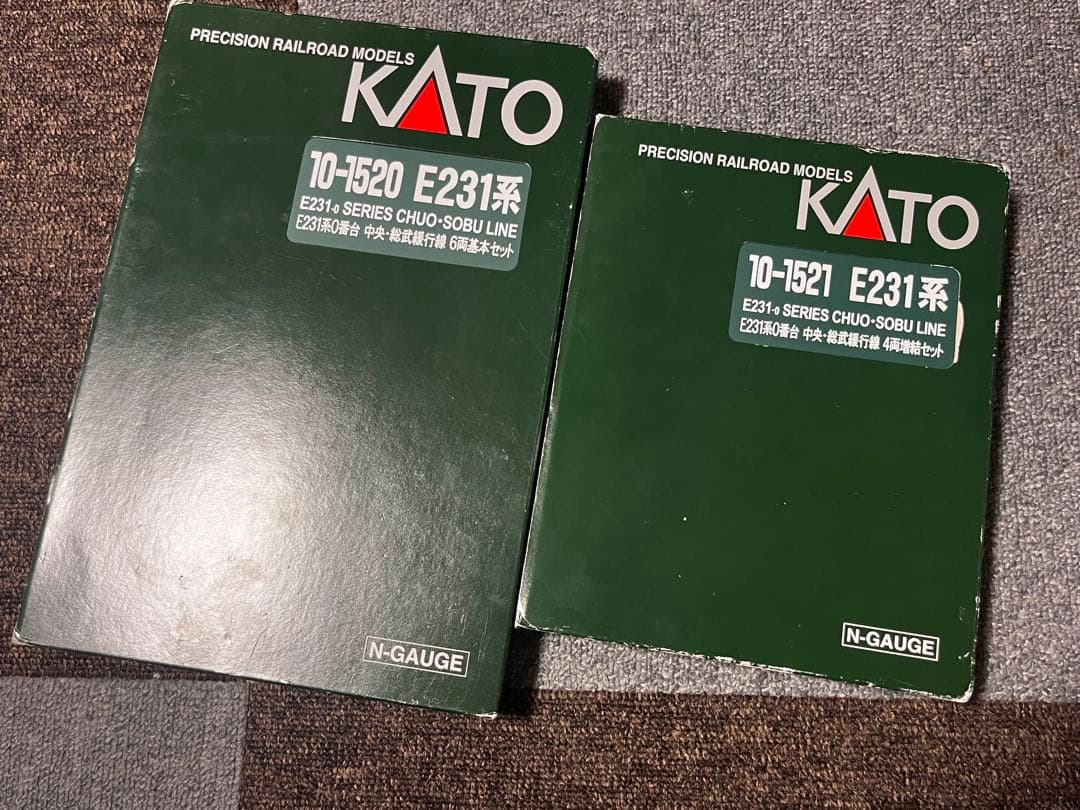 PRECISION RAILROAD MODELS
KATO
10-1520 E231系
E231-0 SERIES CHUO・SOBU LINE
E231系0番台 中央・総武緩行線 6両基本セット
N-GAUGE
PRECISION RAILROAD MODELS
KATO
10-1521 E231系
E231-0 SERIES CHUO・SOBU LINE
E231系0番台 中央・総武緩行線 4両増結セット
N-GAUGE